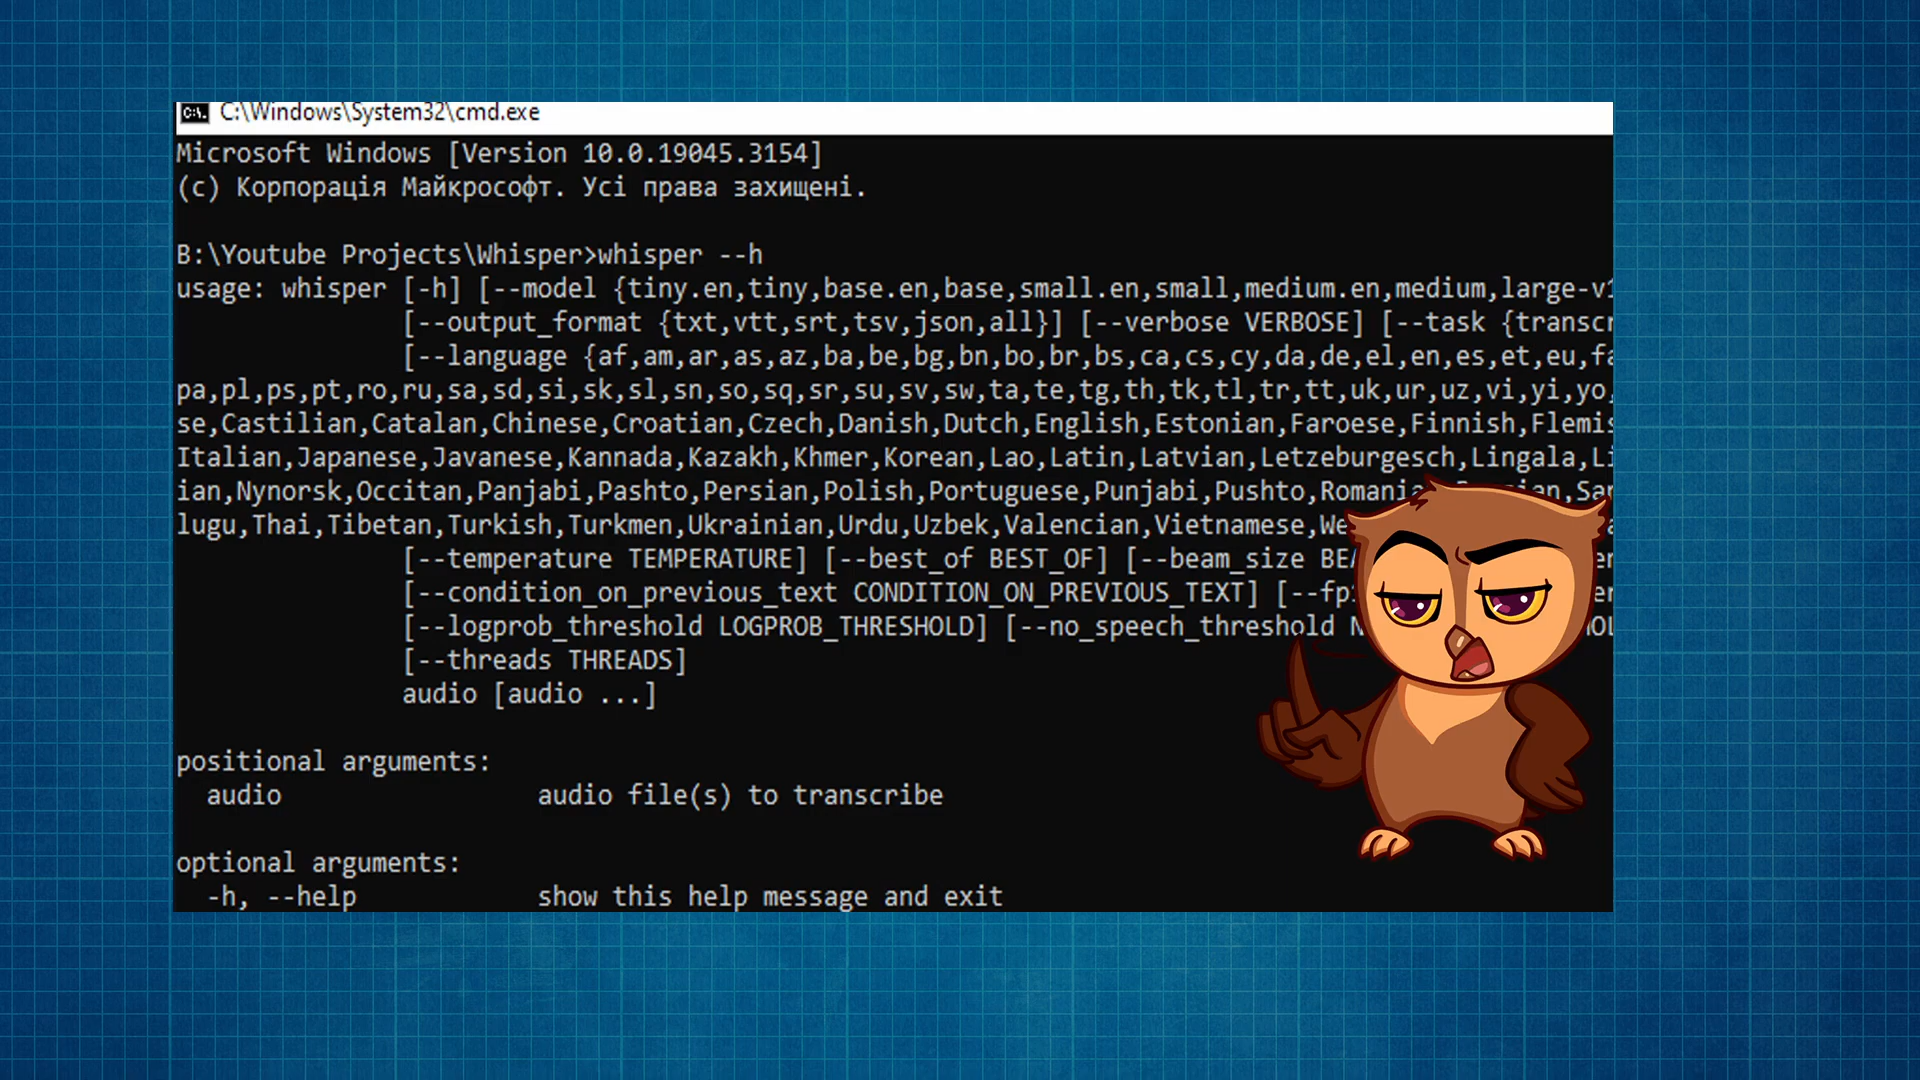 C:\Windows\System32\cmd.exe
Microsoft Windows [Version 10.0.19045.3154]
(c) Корпорація Майкрософт. Усі права захищені.
B:\Youtube Projects\Whisper>whisper --h
usage: whisper [-h] [--model {tiny.en,tiny,base.en,base,small.en,small,medium.en,medium,large-v1
[--output_format {txt,vtt,srt,tsv,json,all}] [--verbose VERBOSE] [--task {transcr
[--language {af,am,ar,as,az,ba,be,bg,bn,bo,br,bs,ca,cs,cy,da,de,el,en,es,et,eu,fa
pa,pl,ps,pt,ro,ru,sa,sd,si,sk,sl,sn,so,sq,sr,su,sv,sw,ta,te,tg,th,tk,tl,tr,tt,uk,ur,uz,vi,yi,yo,
se,Castilian,Catalan,Chinese,Croatian,Czech,Danish,Dutch,English,Estonian,Faroese,Finnish,Flemis
Italian,Japanese,Javanese,Kannada,Kazakh,Khmer,Korean,Lao,Latin,Latvian,Letzeburgesch,Lingala,Li
ian,Nynorsk,Occitan,Panjabi,Pashto,Persian,Polish,Portuguese,Punjabi,Pushto,Romania
lugu,Thai,Tibetan,Turkish,Turkmen,Ukrainian,Urdu,Uzbek,Valencian,Vietnamese,We
[--temperature TEMPERATURE] [--best_of BEST_OF] [--beam_size BEA
[--condition_on_previous_text CONDITION_ON_PREVIOUS_TEXT] [--fp
[--logprob_threshold LOGPROB_THRESHOLD] [--no_speech_threshold N
[--threads THREADS]
audio [audio ...]
positional arguments:
audio audio file(s) to transcribe
optional arguments:
-h, --help show this help message and exit